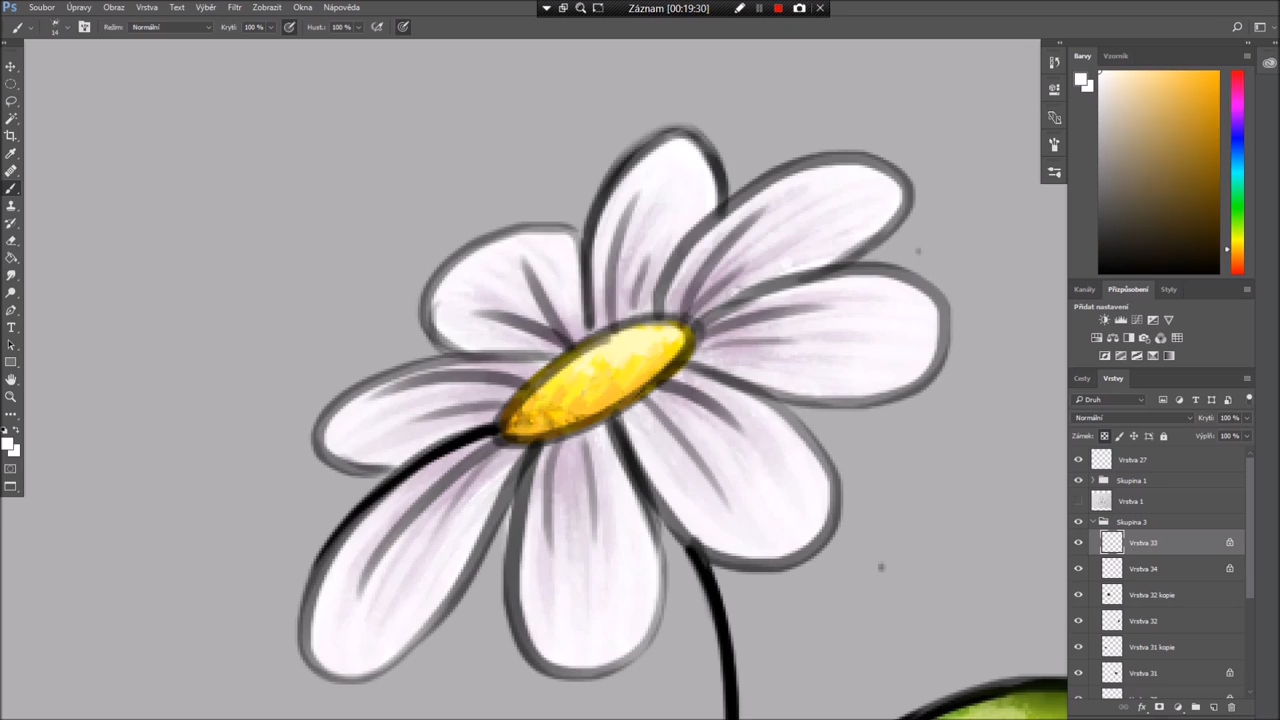 Ps Soubor Úpravy Obraz Vrstva Text Výběr Filtr Zobrazit Okna Nápověda
Záznam [00:19:30]
14 Režim: Normální Krytí: 100 % Hust.: 100 %
Barvy Vzorník
Kanály Přizpůsobení Styly
Přidat nastavení
Cesty Vrstvy
Druh
Normální Krytí: 100 %
Zámek: Výplň: 100 %
Vrstva 27
Skupina 1
Vrstva 1
Skupina 3
Vrstva 33
Vrstva 34
Vrstva 32 kopie
Vrstva 32
Vrstva 31 kopie
Vrstva 31